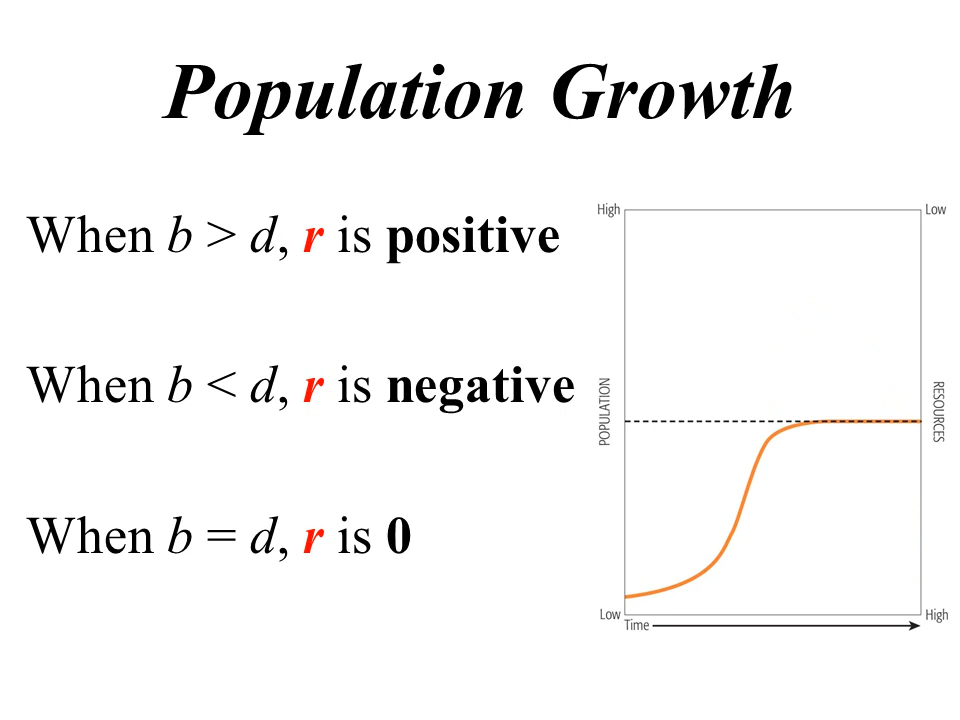 Population Growth
When b > d, r is positive
When b < d, r is negative
When b = d, r is 0
High
Low
POPULATION
RESOURCES
Low
High
Time